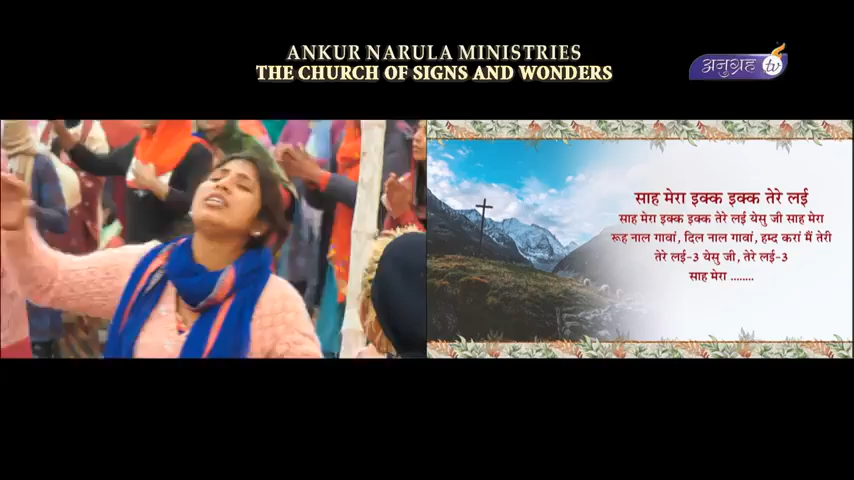 ANKUR NARULA MINISTRIES
THE CHURCH OF SIGNS AND WONDERS
अनुग्रह tv
साह मेरा इक्क इक्क तेरे लई
साह मेरा इक्क इक्क तेरे लई येसु जी साह मेरा
रूह नाल गावां, दिल नाल गावां, हम्द करां मैं तेरी
तेरे लई-3 येसु जी, तेरे लई-3
साह मेरा ........